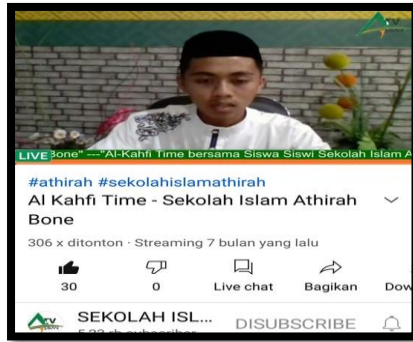 TV
LIVE
Bone" ---"Al-Kahfi Time bersama Siswa Siswi Sekolah Islam A
#athirah #sekolahislamathirah
Al Kahfi Time - Sekolah Islam Athirah
Bone
306 x ditonton · Streaming 7 bulan yang lalu
30 0 Live chat Bagikan Dow
SEKOLAH ISL... DISUBSCRIBE